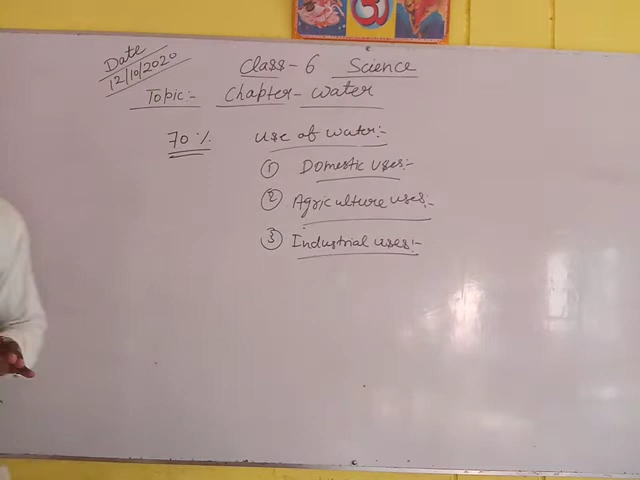 Date
12/10/2020
Class - 6 Science
Topic:- Chapter - Water
70% Use of water:-
① Domestic uses:-
② Agriculture uses:-
③ Industrial uses:-
ॐ